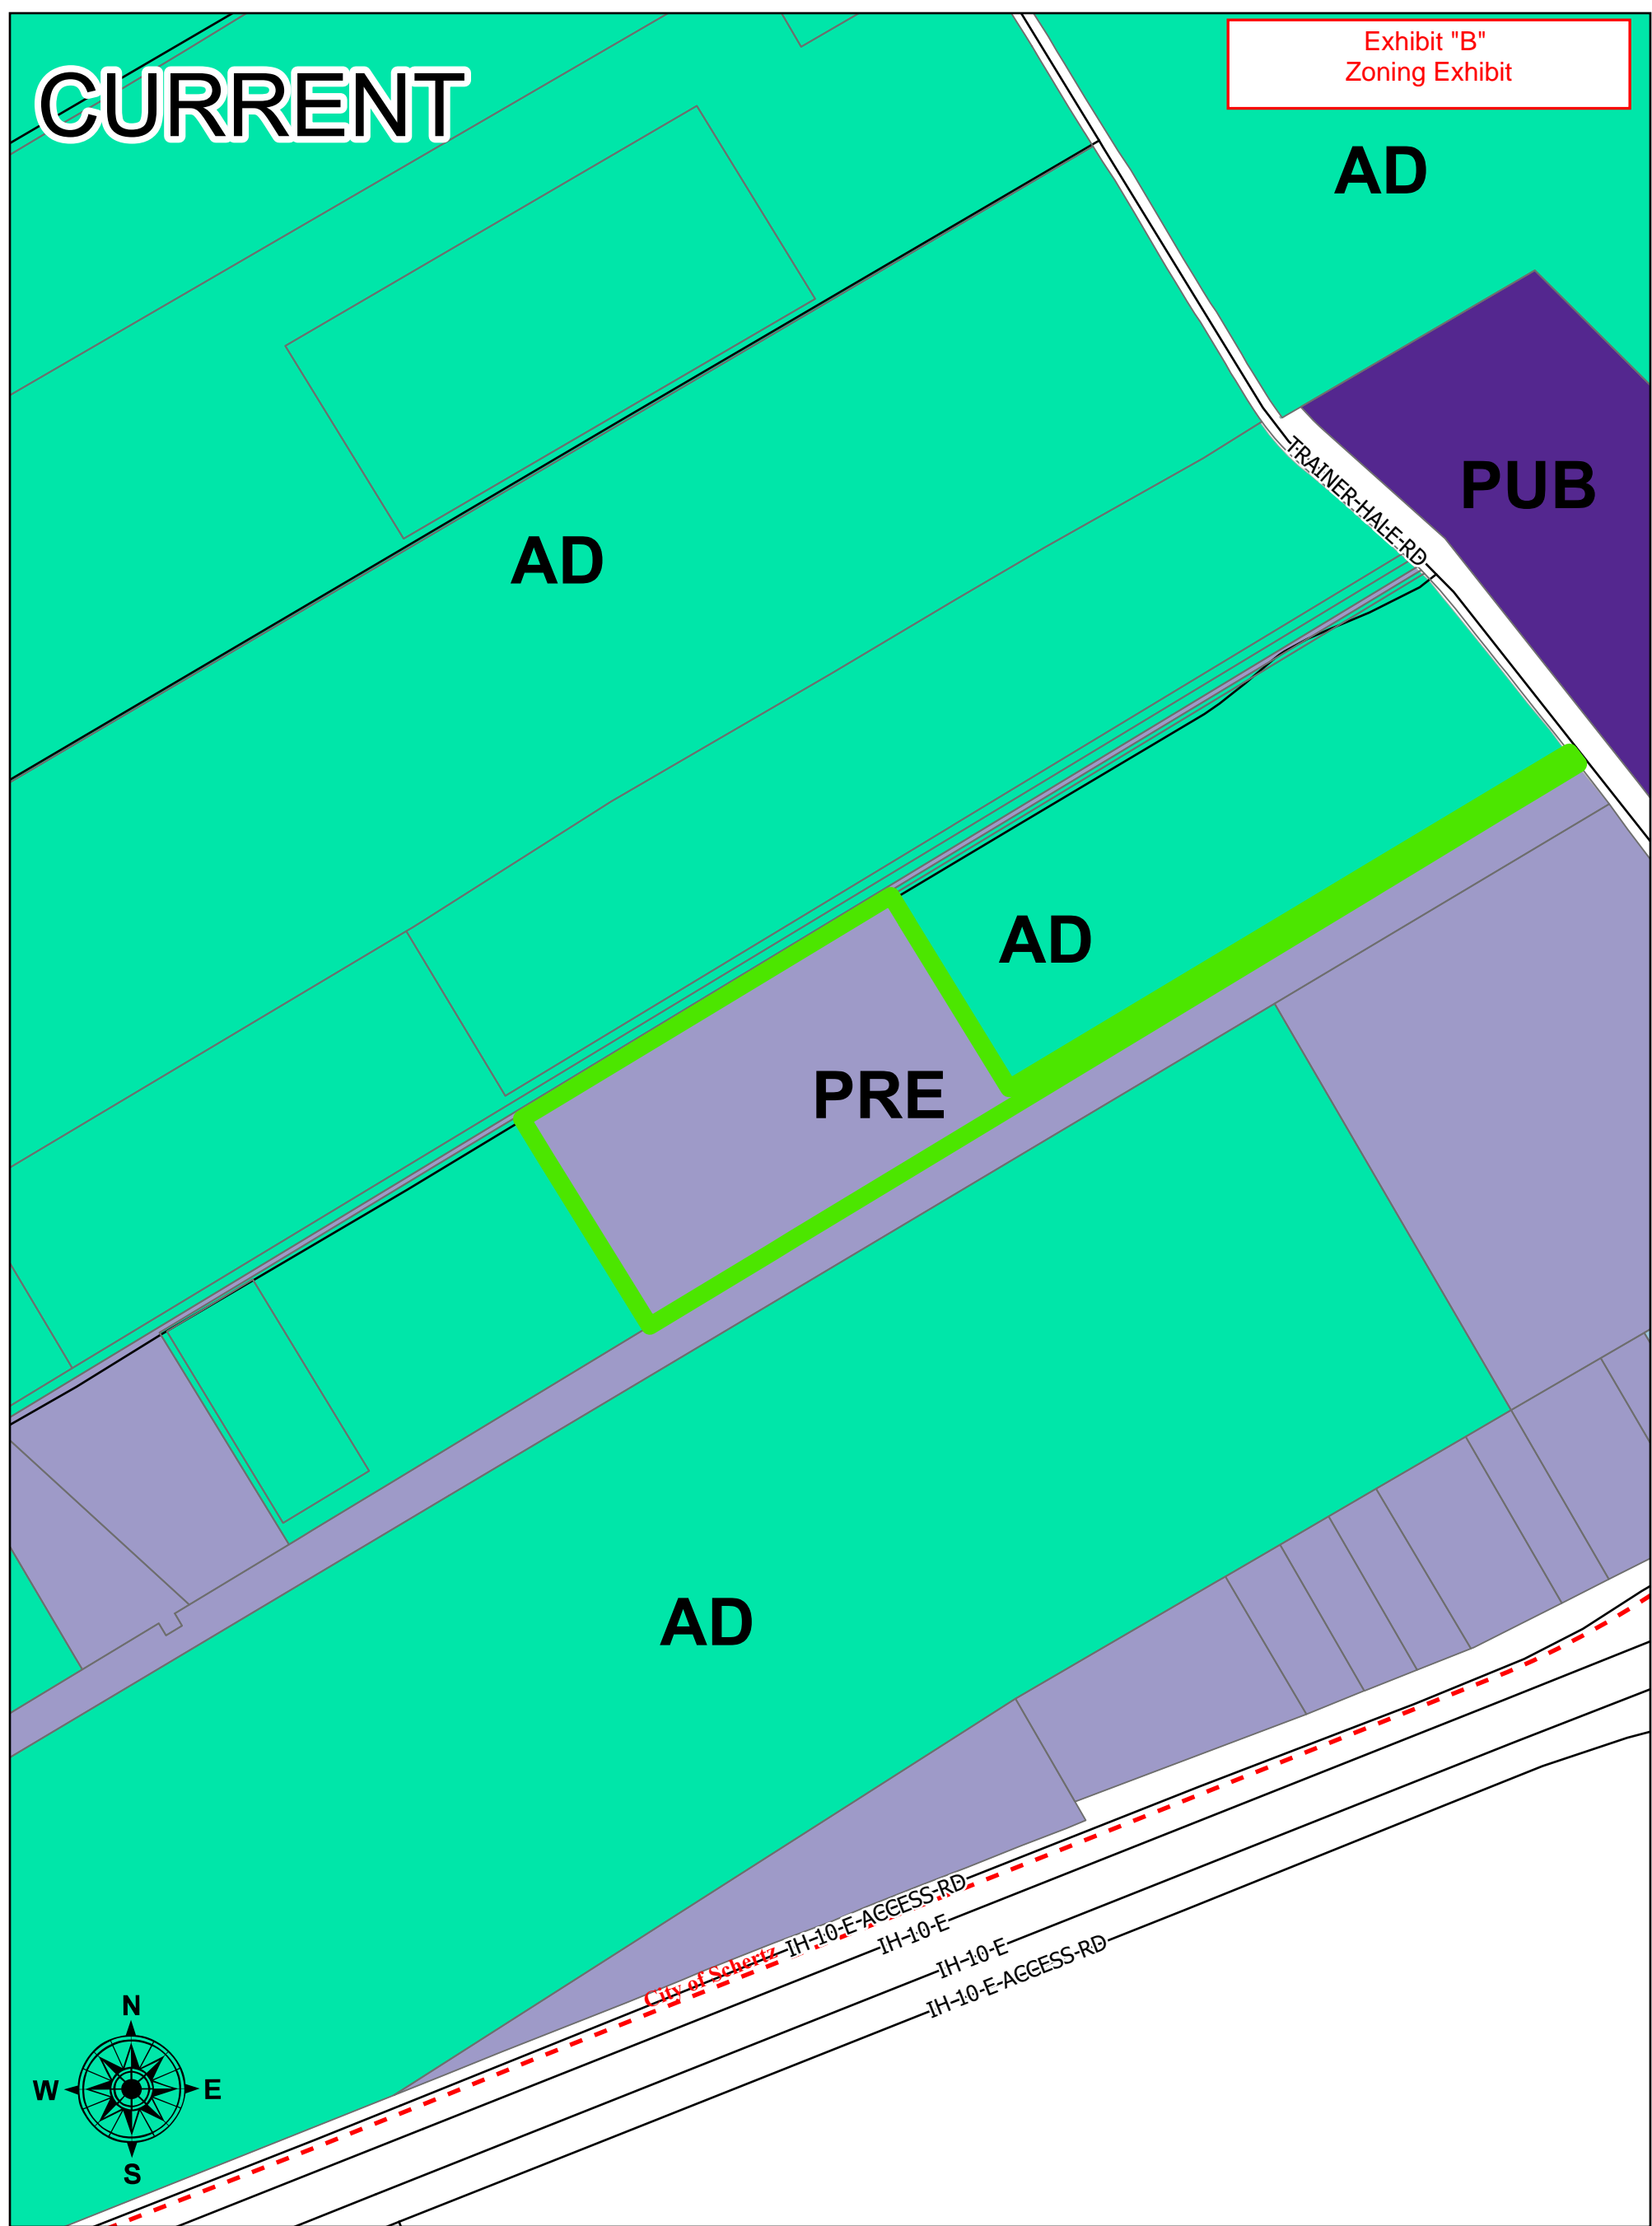 Exhibit "B"
Zoning Exhibit
CURRENT
AD
PUB
TRAINER-HALE-RD
AD
AD
PRE
AD
IH-10-E-ACCESS-RD
City of Schertz
IH-10-E
IH-10-E
IH-10-E-ACCESS-RD
N
W
E
S